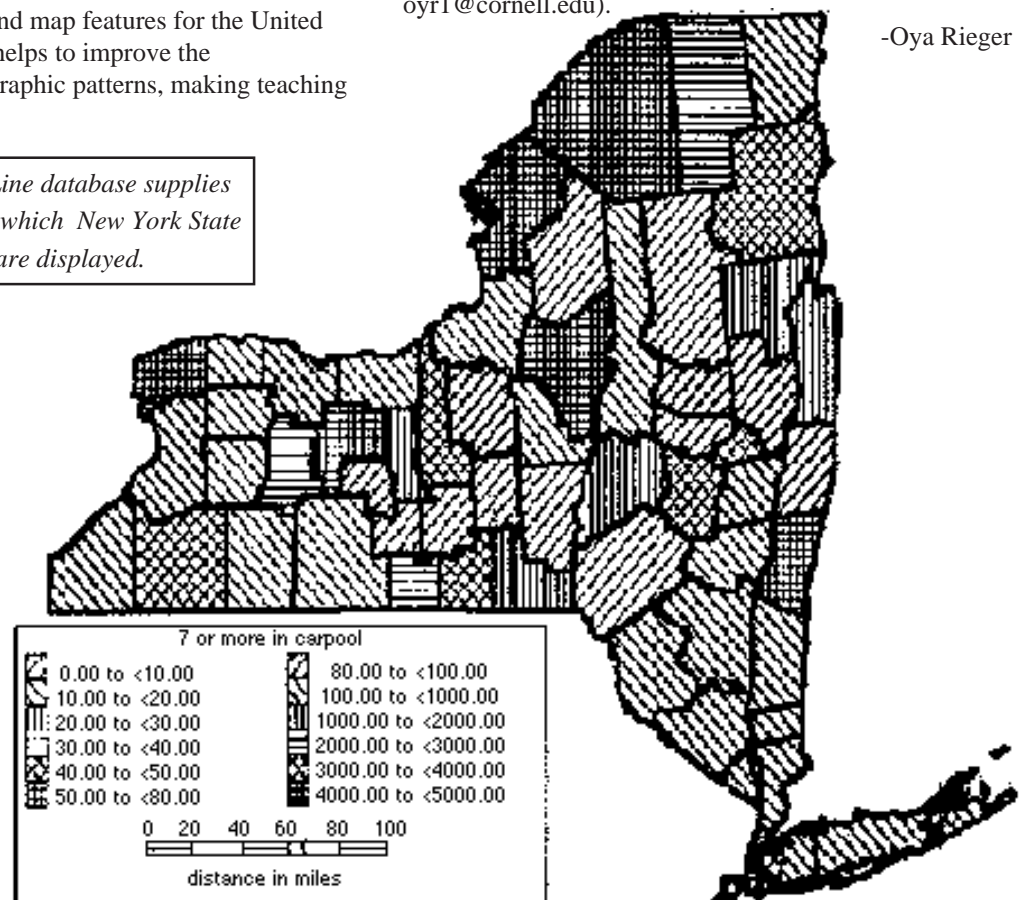 nd map features for the United
helps to improve the
raphic patterns, making teaching
ine database supplies
which New York State
are displayed.
oyr1@cornell.edu).
-Oya Rieger
7 or more in carpool
0.00 to <10.00
10.00 to <20.00
20.00 to <30.00
30.00 to <40.00
40.00 to <50.00
50.00 to <80.00
80.00 to <100.00
100.00 to <1000.00
1000.00 to <2000.00
2000.00 to <3000.00
3000.00 to <4000.00
4000.00 to <5000.00
0 20 40 60 80 100
distance in miles